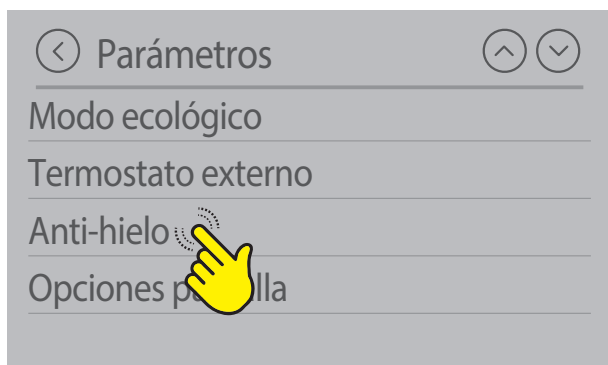 Parámetros
Modo ecológico
Termostato externo
Anti-hielo
Opciones